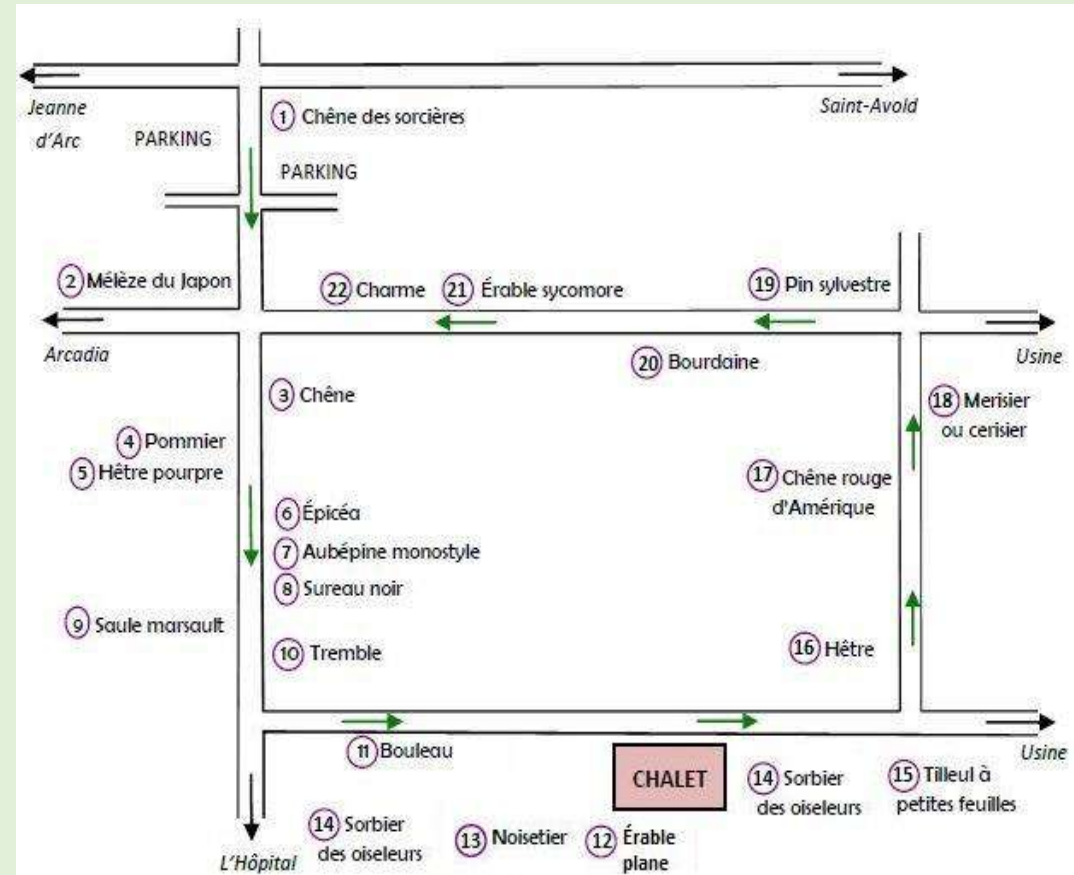 Jeanne
d'Arc
Saint-Avold
1 Chêne des sorcières
PARKING
PARKING
2 Mélèze du Japon
22 Charme
21 Érable sycomore
19 Pin sylvestre
Arcadia
Usine
20 Bourdaine
3 Chêne
18 Merisier
ou cerisier
4 Pommier
5 Hêtre pourpre
17 Chêne rouge
d'Amérique
6 Épicéa
7 Aubépine monostyle
8 Sureau noir
9 Saule marsault
10 Tremble
16 Hêtre
11 Bouleau
Usine
CHALET
14 Sorbier
des oiseleurs
15 Tilleul à
petites feuilles
14 Sorbier
des oiseleurs
13 Noisetier
12 Érable
plane
L'Hôpital